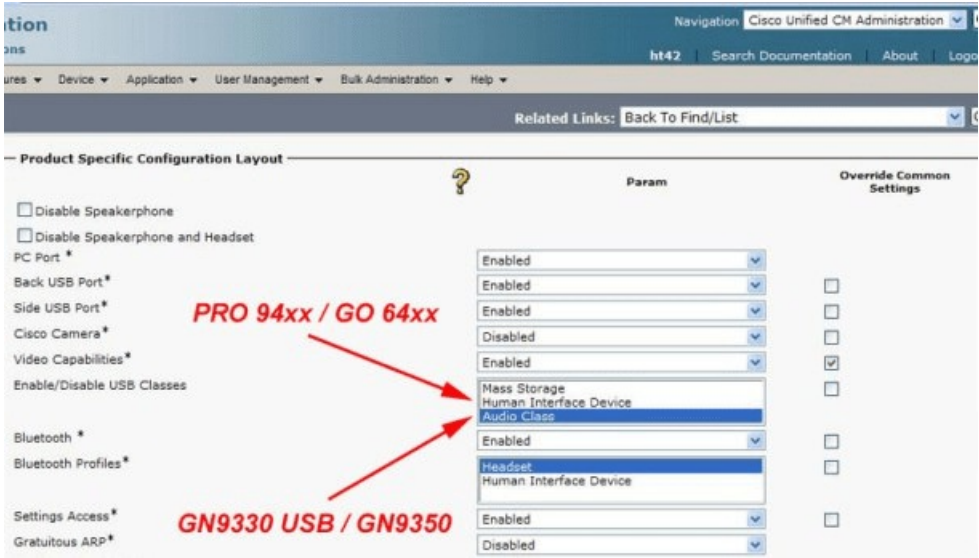 tion
Navigation Cisco Unified CM Administration
ons
ht42 Search Documentation About Logo
ures Device Application User Management Bulk Administration Help
Related Links: Back To Find/List
Product Specific Configuration Layout
? Param Override Common Settings
Disable Speakerphone
Disable Speakerphone and Headset
PC Port * Enabled
Back USB Port* Enabled
Side USB Port* Enabled
PRO 94xx / GO 64xx
Cisco Camera* Disabled
Video Capabilities* Enabled
Enable/Disable USB Classes Mass Storage
Human Interface Device
Audio Class
Bluetooth * Enabled
Bluetooth Profiles* Headset
Human Interface Device
Settings Access* Enabled
GN9330 USB / GN9350
Gratuitous ARP* Disabled